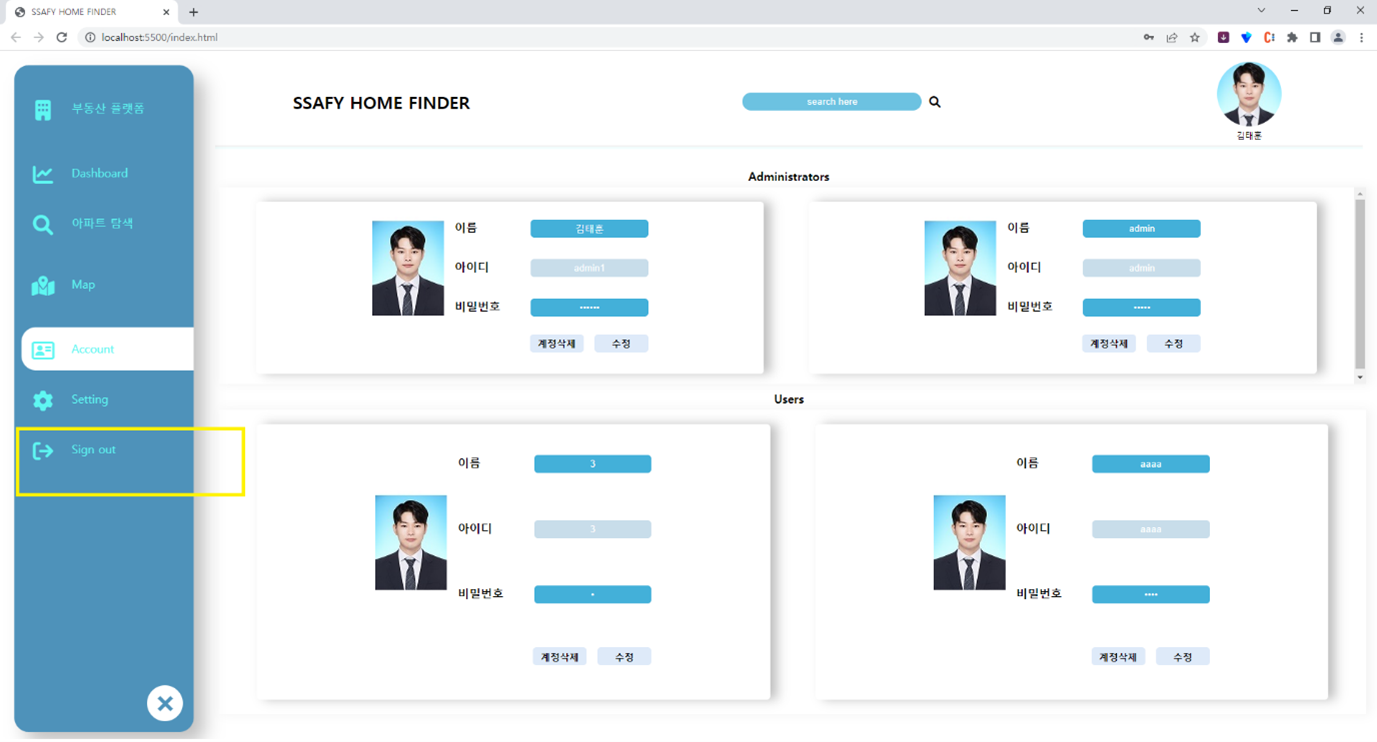 SSAFY HOME FINDER
localhost:5500/index.html
부동산 플랫폼
Dashboard
아파트 탐색
Map
Account
Setting
Sign out
SSAFY HOME FINDER
search here
김태훈
Administrators
이름 김태훈
아이디 admin1
비밀번호 ••••••
계정삭제 수정
이름 admin
아이디 admin
비밀번호 •••••
계정삭제 수정
Users
이름 3
아이디 3
비밀번호 •
계정삭제 수정
이름 aaaa
아이디 aaaa
비밀번호 ••••
계정삭제 수정